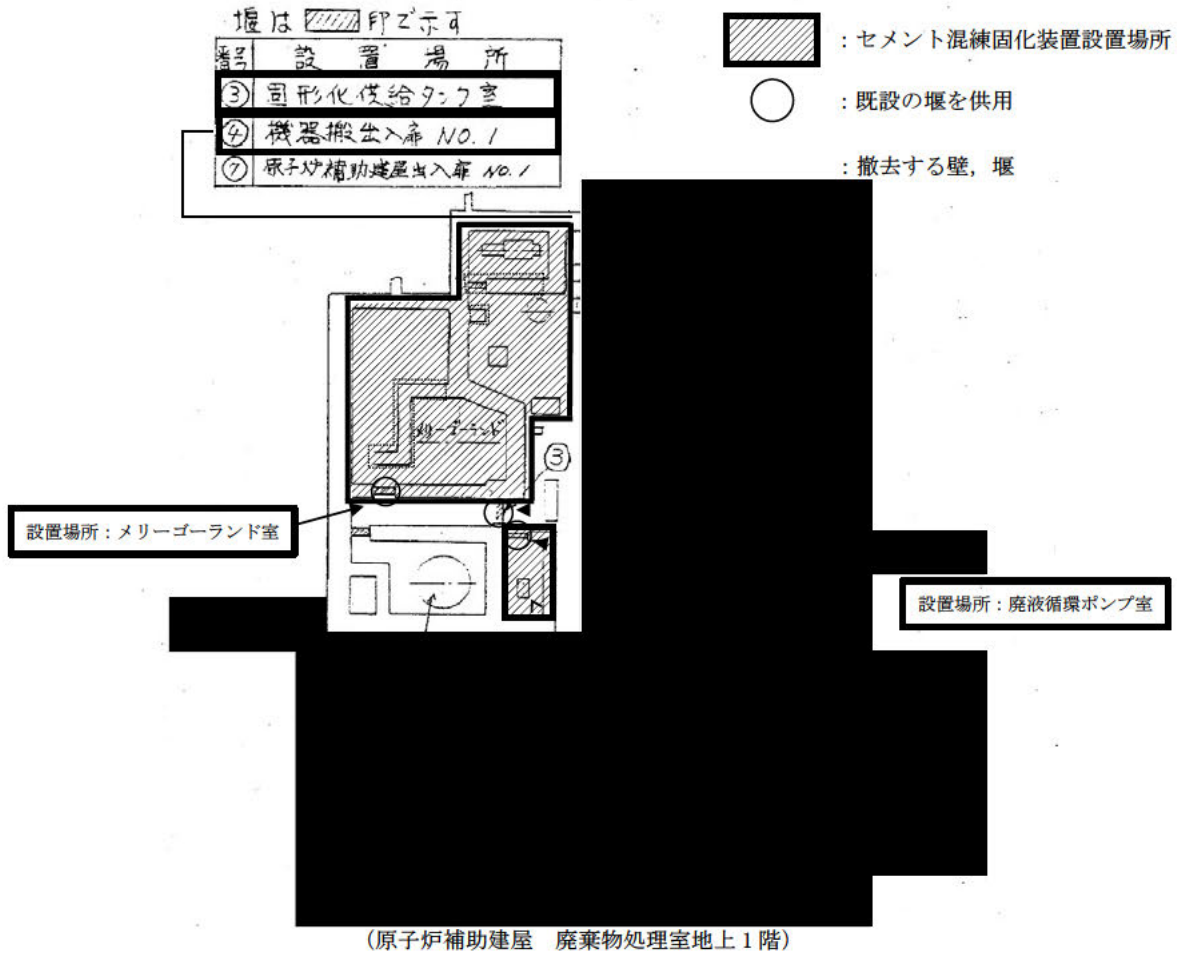 堰は 印で示す
番号 設置場所
③ 固形化供給タンク室
④ 機器搬出入扉 NO.1
⑦ 原子炉補助建屋出入扉 NO.1
：セメント混練固化装置設置場所
：既設の堰を供用
：撤去する壁，堰
メリーゴーランド
③
設置場所：メリーゴーランド室
設置場所：廃液循環ポンプ室
（原子炉補助建屋 廃棄物処理室地上１階）